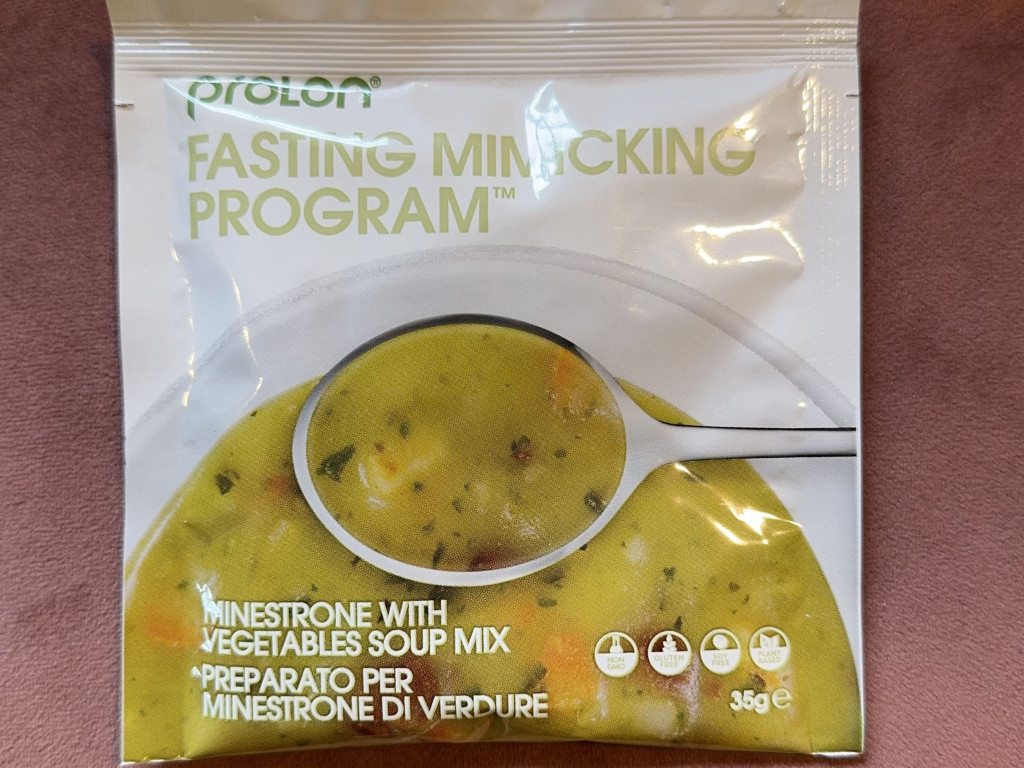 PROLON®
FASTING MIMICKING
PROGRAM™
MINESTRONE WITH
VEGETABLES SOUP MIX
PREPARATO PER
MINESTRONE DI VERDURE
NON GMO
GLUTEN FREE
SOY FREE
PLANT BASED
35g e